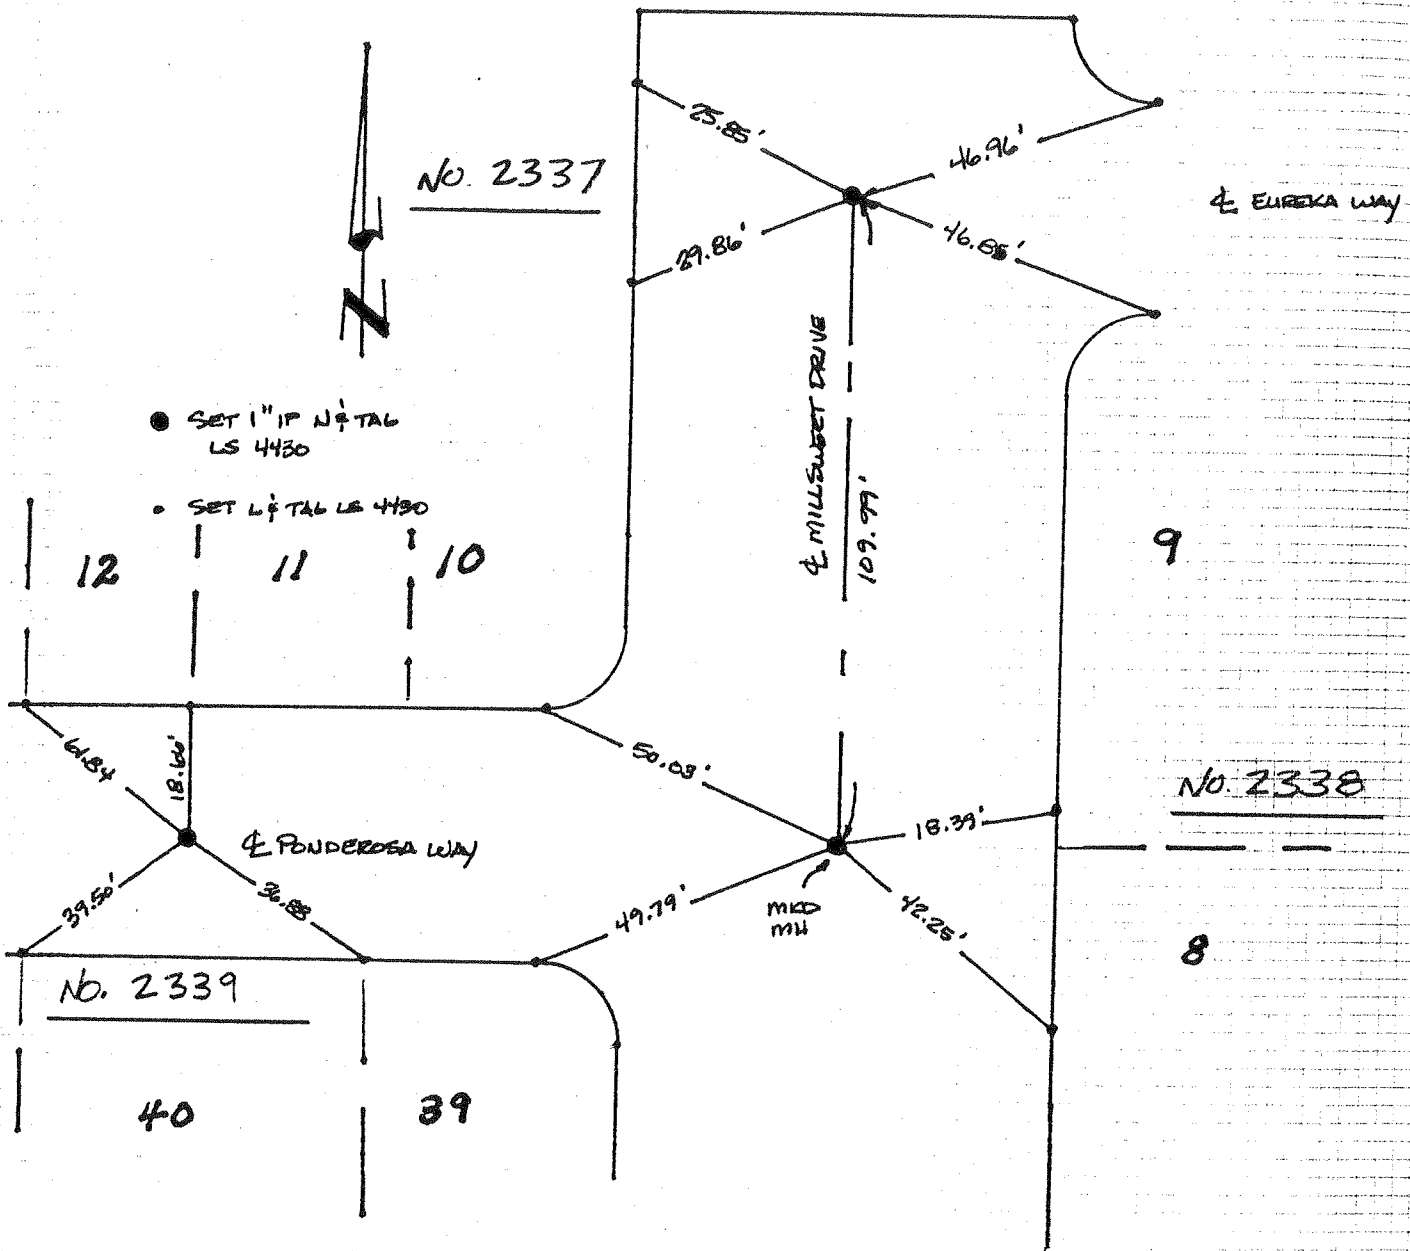 25.85'
46.96'
No. 2337
℄ EUREKA WAY
29.86'
46.85'
N
℄ MILLSWEET DRIVE
109.99'
SET 1" IP N & TAG
LS 4430
SET L & TAG LS 4430
12
11
10
9
61.84
18.66'
50.03'
No. 2338
℄ PONDEROSA WAY
18.39'
39.50'
36.88
49.79'
MKD
MH
42.25'
8
No. 2339
40
39